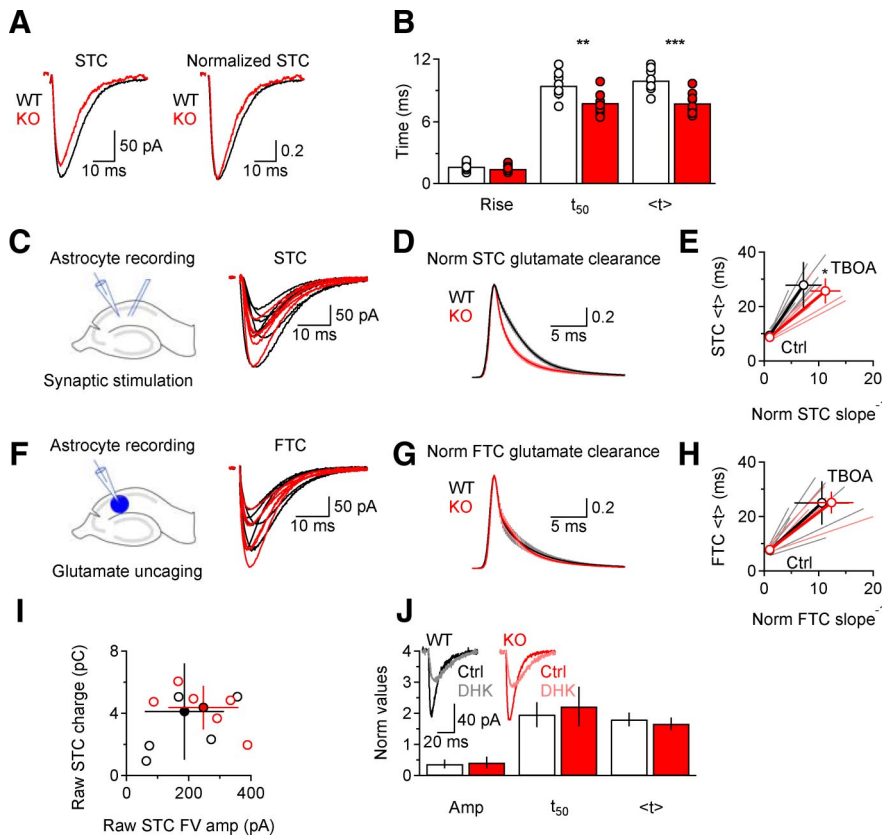 A
STC
Normalized STC
WT
KO
50 pA
10 ms
0.2
10 ms
B
Time (ms)
12
6
0
**
***
Rise
t50
<t>
C
Astrocyte recording
Synaptic stimulation
STC
50 pA
10 ms
D
Norm STC glutamate clearance
WT
KO
0.2
5 ms
E
STC <t> (ms)
40
20
0
* TBOA
Ctrl
0 10 20
Norm STC slope-1
F
Astrocyte recording
Glutamate uncaging
FTC
50 pA
10 ms
G
Norm FTC glutamate clearance
WT
KO
0.2
5 ms
H
FTC <t> (ms)
40
20
0
TBOA
Ctrl
0 10 20
Norm FTC slope-1
I
Raw STC charge (pC)
8
4
0
0 200 400
Raw STC FV amp (pA)
J
Norm values
4
3
2
1
0
WT
Ctrl
DHK
40 pA
20 ms
KO
Ctrl
DHK
Amp
t50
<t>